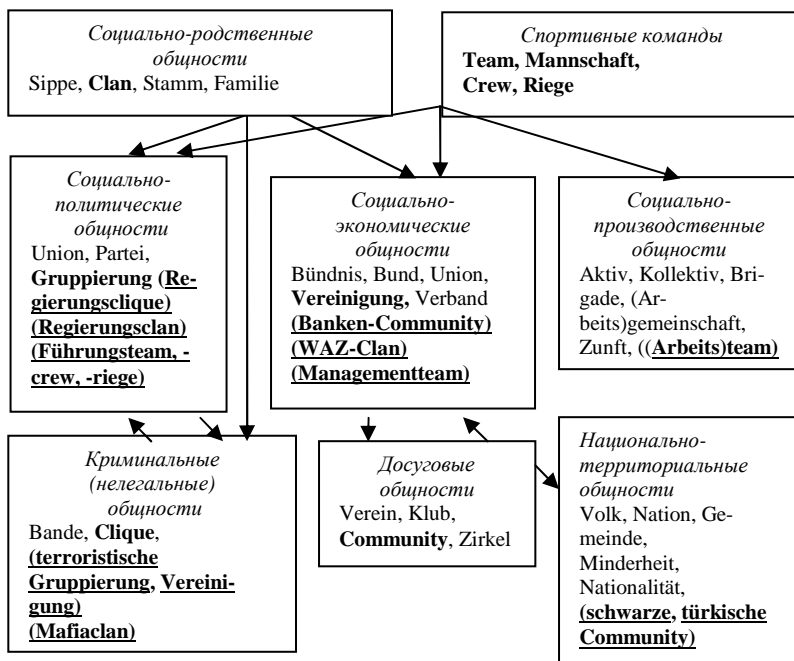 Социально-родственные
общности
Sippe, Clan, Stamm, Familie
Спортивные команды
Team, Mannschaft,
Crew, Riege
Социально-
политические
общности
Union, Partei,
Gruppierung (Re-
gierungsclique)
(Regierungsclan)
(Führungsteam, -
crew, -riege)
Социально-
экономические
общности
Bündnis, Bund, Union,
Vereinigung, Verband
(Banken-Community)
(WAZ-Clan)
(Managementteam)
Социально-
производственные
общности
Aktiv, Kollektiv, Bri-
gade, (Ar-
beits)gemeinschaft,
Zunft, ((Arbeits)team)
Криминальные
(нелегальные)
общности
Bande, Clique,
(terroristische
Gruppierung, Vereini-
gung)
(Mafiaclan)
Досуговые
общности
Verein, Klub,
Community, Zirkel
Национально-
территориальные
общности
Volk, Nation, Ge-
meinde,
Minderheit,
Nationalität,
(schwarze, türkische
Community)